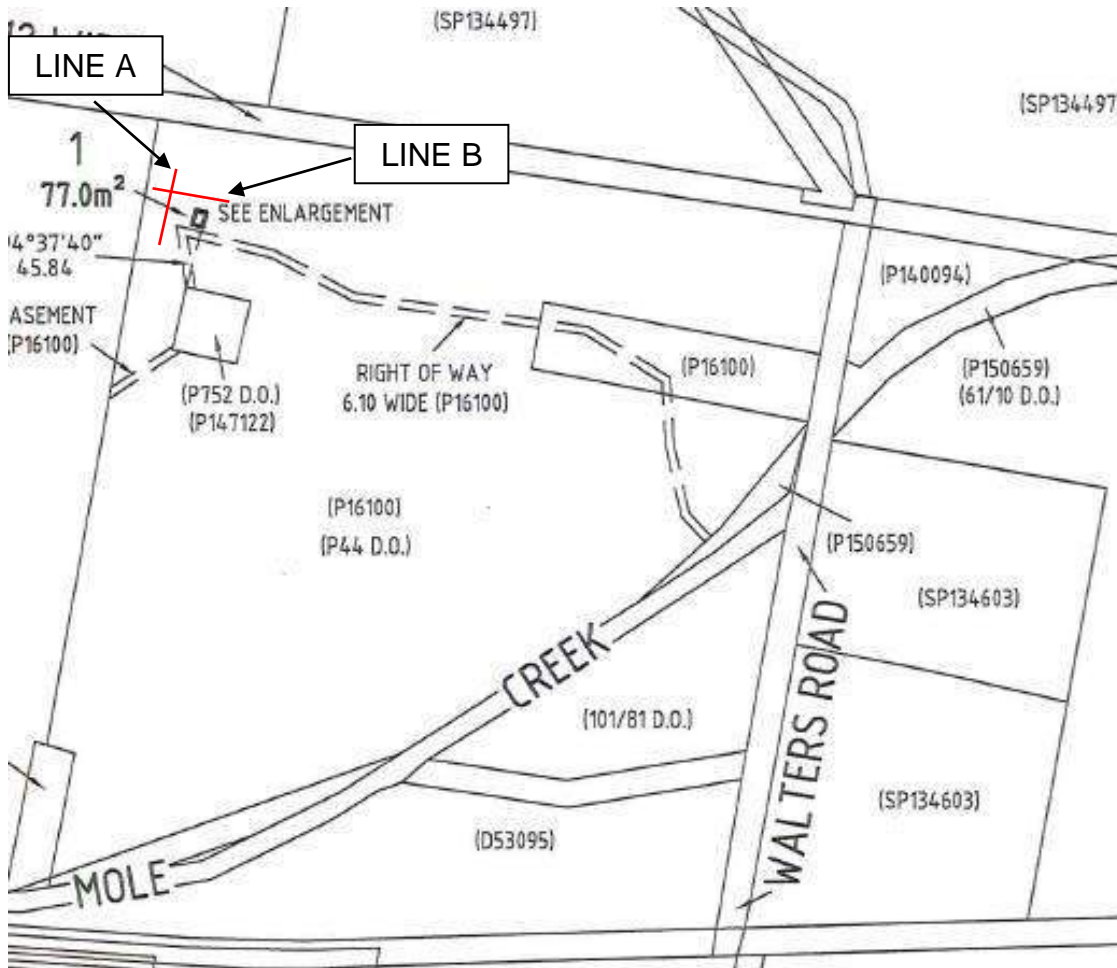 (SP134497)
LINE A
LINE B
(SP134497
1
77.0m²
SEE ENLARGEMENT
4°37'40"
45.84
(P140094)
ASEMENT
(P16100)
(P150659)
(61/10 D.O.)
(P16100)
RIGHT OF WAY
6.10 WIDE (P16100)
(P752 D.O.)
(P147122)
(P16100)
(P44 D.O.)
(P150659)
(SP134603)
CREEK
WALTERS ROAD
(101/81 D.O.)
(SP134603)
(D53095)
MOLE